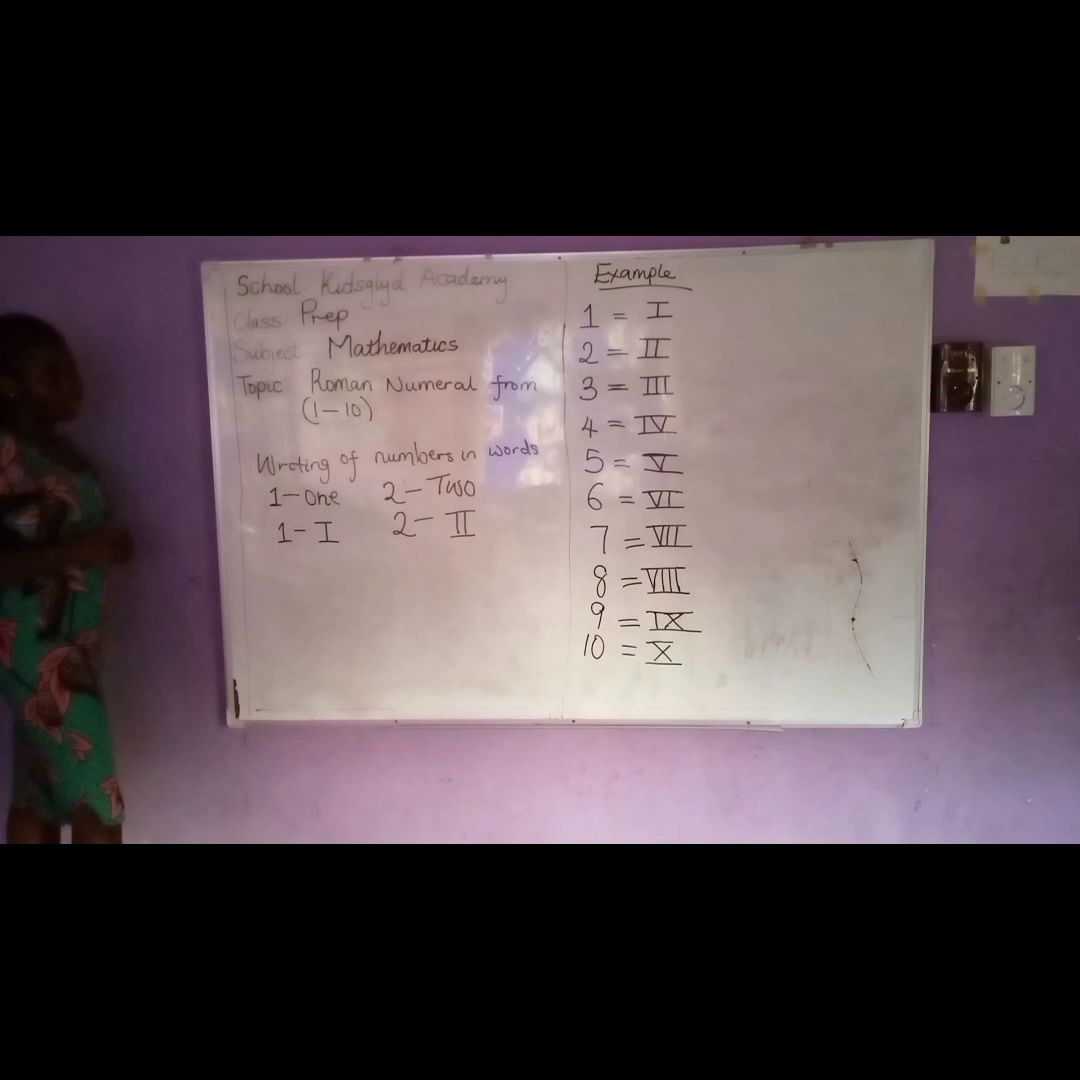 School: Kidsglyd Academy
Class: Prep
Subject: Mathematics
Topic: Roman Numeral from
(1-10)
Writing of numbers in words
1-One 2-Two
1-I 2-II
Example
1 = I
2 = II
3 = III
4 = IV
5 = V
6 = VI
7 = VII
8 = VIII
9 = IX
10 = X